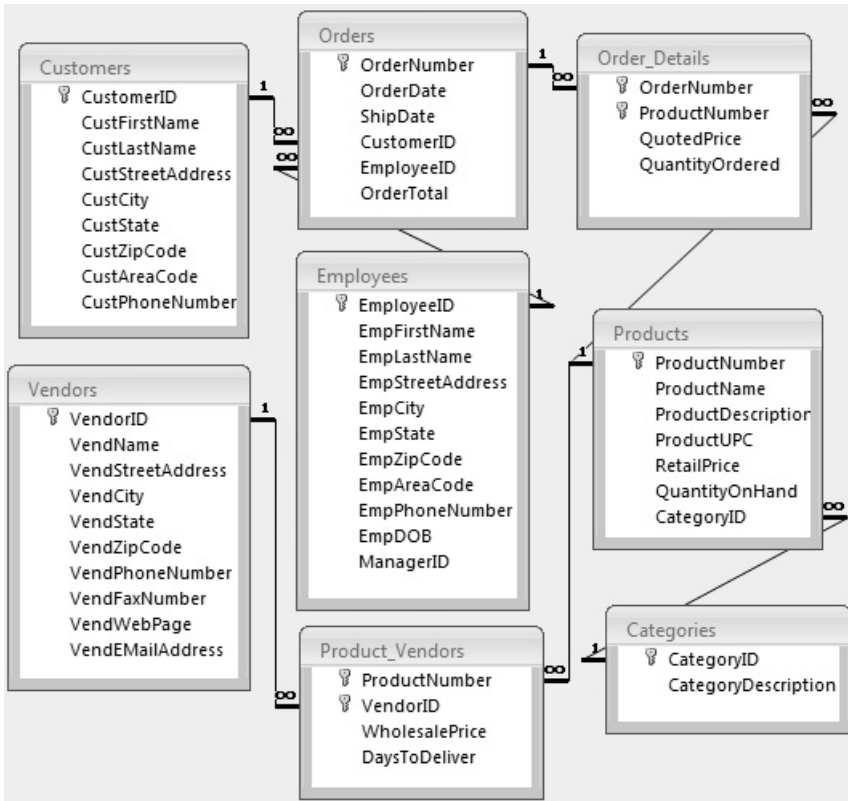 Customers
CustomerID
CustFirstName
CustLastName
CustStreetAddress
CustCity
CustState
CustZipCode
CustAreaCode
CustPhoneNumber
1
∞
∞
Orders
OrderNumber
OrderDate
ShipDate
CustomerID
EmployeeID
OrderTotal
1
∞
Order_Details
OrderNumber
ProductNumber
QuotedPrice
QuantityOrdered
∞
Vendors
VendorID
VendName
VendStreetAddress
VendCity
VendState
VendZipCode
VendPhoneNumber
VendFaxNumber
VendWebPage
VendEMailAddress
1
∞
Employees
EmployeeID
EmpFirstName
EmpLastName
EmpStreetAddress
EmpCity
EmpState
EmpZipCode
EmpAreaCode
EmpPhoneNumber
EmpDOB
ManagerID
1
1
Products
ProductNumber
ProductName
ProductDescription
ProductUPC
RetailPrice
QuantityOnHand
CategoryID
∞
Product_Vendors
ProductNumber
VendorID
WholesalePrice
DaysToDeliver
∞
1
Categories
CategoryID
CategoryDescription